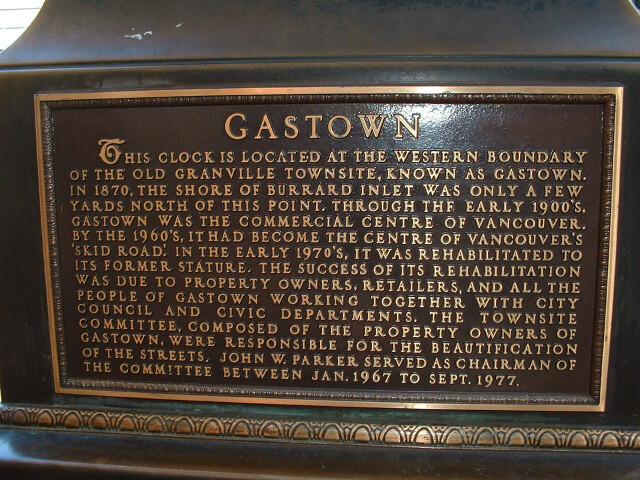 GASTOWN
THIS CLOCK IS LOCATED AT THE WESTERN BOUNDARY
OF THE OLD GRANVILLE TOWNSITE, KNOWN AS GASTOWN.
IN 1870, THE SHORE OF BURRARD INLET WAS ONLY A FEW
YARDS NORTH OF THIS POINT. THROUGH THE EARLY 1900'S,
GASTOWN WAS THE COMMERCIAL CENTRE OF VANCOUVER.
BY THE 1960'S, IT HAD BECOME THE CENTRE OF VANCOUVER'S
'SKID ROAD.' IN THE EARLY 1970'S, IT WAS REHABILITATED TO
ITS FORMER STATURE. THE SUCCESS OF ITS REHABILITATION
WAS DUE TO PROPERTY OWNERS, RETAILERS, AND ALL THE
PEOPLE OF GASTOWN WORKING TOGETHER WITH CITY
COUNCIL AND CIVIC DEPARTMENTS. THE TOWNSITE
COMMITTEE, COMPOSED OF THE PROPERTY OWNERS OF
GASTOWN, WERE RESPONSIBLE FOR THE BEAUTIFICATION
OF THE STREETS. JOHN W. PARKER SERVED AS CHAIRMAN OF
THE COMMITTEE BETWEEN JAN. 1967 TO SEPT. 1977.